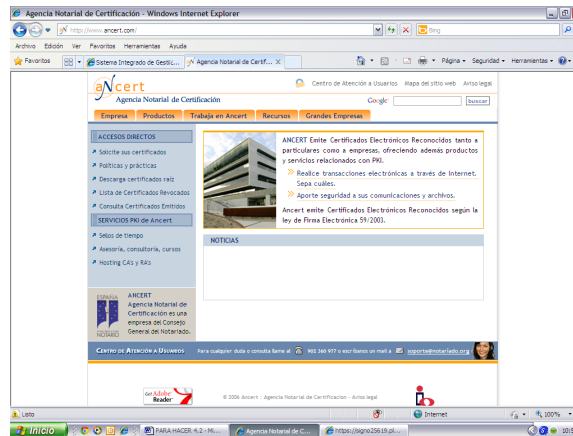 Agencia Notarial de Certificación - Windows Internet Explorer
http://www.ancert.com/
Bing
Archivo Edición Ver Favoritos Herramientas Ayuda
Favoritos
Sistema Integrado de Gestió...
Agencia Notarial de Certif...
Página
Seguridad
Herramientas
aNcert
Agencia Notarial de Certificación
Centro de Atención a Usuarios Mapa del sitio web Aviso legal
Google
buscar
Empresa Productos Trabaja en Ancert Recursos Grandes Empresas
ACCESOS DIRECTOS
Solicite sus certificados
Políticas y prácticas
Descarga certificados raíz
Lista de Certificados Revocados
Consulta Certificados Emitidos
SERVICIOS PKI de Ancert
Sellos de tiempo
Asesoría, consultoría, cursos
Hosting CA's y RA's
ANCERT Emite Certificados Electrónicos Reconocidos tanto a
particulares como a empresas, ofreciendo además productos
y servicios relacionados con PKI.
Realice transacciones electrónicas a través de Internet.
Sepa cuáles.
Aporte seguridad a sus comunicaciones y archivos.
Ancert emite Certificados Electrónicos Reconocidos según la
ley de Firma Electrónica 59/2003.
NOTICIAS
ESPAÑA
NOTARIADO
ANCERT
Agencia Notarial de
Certificación es una
empresa del Consejo
General del Notariado.
CENTRO DE ATENCIÓN A USUARIOS
Para cualquier duda o consulta llame al 902 360 977 o escríbanos un mail a soporte@notariado.org
Get Adobe
Reader
© 2006 Ancert : Agencia Notarial de Certificacion - Aviso legal
Listo
Internet
100%
Inicio
PARA HACER 4.2 - Mi...
Agencia Notarial de C...
https://signo25619.pl...